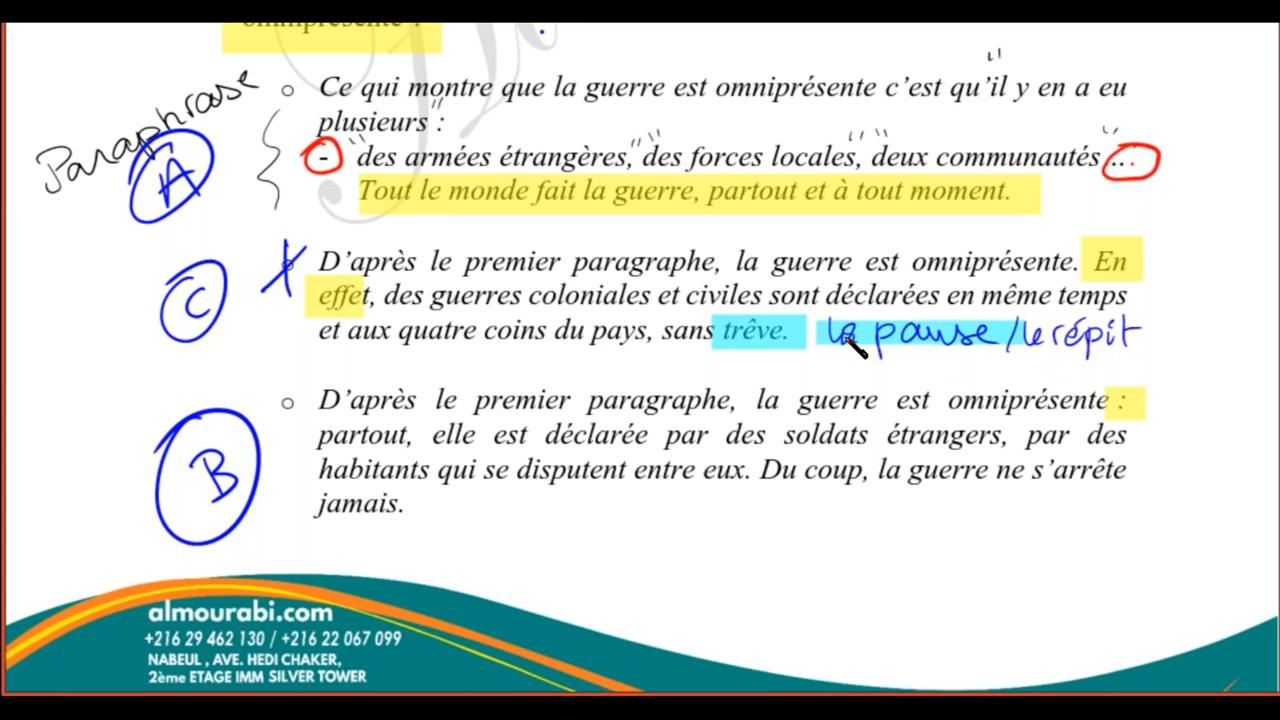 omniprésente :
Paraphrase
A
o Ce qui montre que la guerre est omniprésente c’est qu’"il y en a eu
plusieurs" :
- "des armées étrangères," "des forces locales," "deux communautés"...
Tout le monde fait la guerre, partout et à tout moment.
C
D’après le premier paragraphe, la guerre est omniprésente. En
effet, des guerres coloniales et civiles sont déclarées en même temps
et aux quatre coins du pays, sans trêve. la pause / le répit
B
o D’après le premier paragraphe, la guerre est omniprésente :
partout, elle est déclarée par des soldats étrangers, par des
habitants qui se disputent entre eux. Du coup, la guerre ne s’arrête
jamais.
almourabi.com
+216 29 462 130 / +216 22 067 099
NABEUL , AVE. HEDI CHAKER,
2ème ETAGE IMM SILVER TOWER